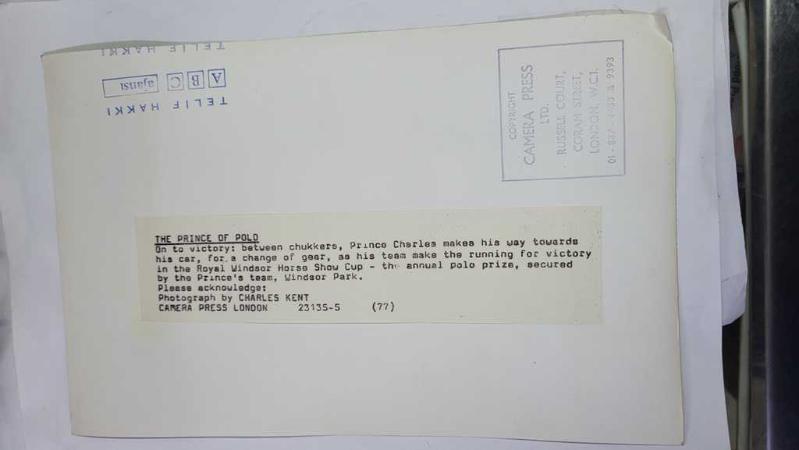 TELIF HAKKI
A B C ajansı
TELIF HAKKI
COPYRIGHT
CAMERA PRESS
LTD.
RUSSELL COURT,
CORAM STREET,
LONDON, W.C.1.
THE PRINCE OF POLO
On to victory: between chukkers, Prince Charles makes his way towards
his car, for a change of gear, as his team make the running for victory
in the Royal Windsor Horse Show Cup - the annual polo prize, secured
by the Prince's team, Windsor Park.
Please acknowledge:
Photograph by CHARLES KENT
CAMERA PRESS LONDON 23135-5 (77)